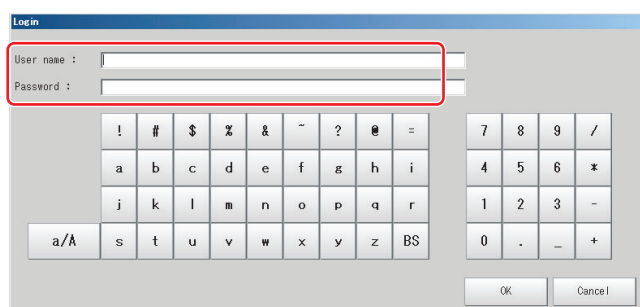 Login
User name :
Password :
! # $ % & ~ ? @ = 7 8 9 /
a b c d e f g h i 4 5 6 *
j k l m n o p q r 1 2 3 -
a/A s t u v w x y z BS 0 . _ +
OK Cancel